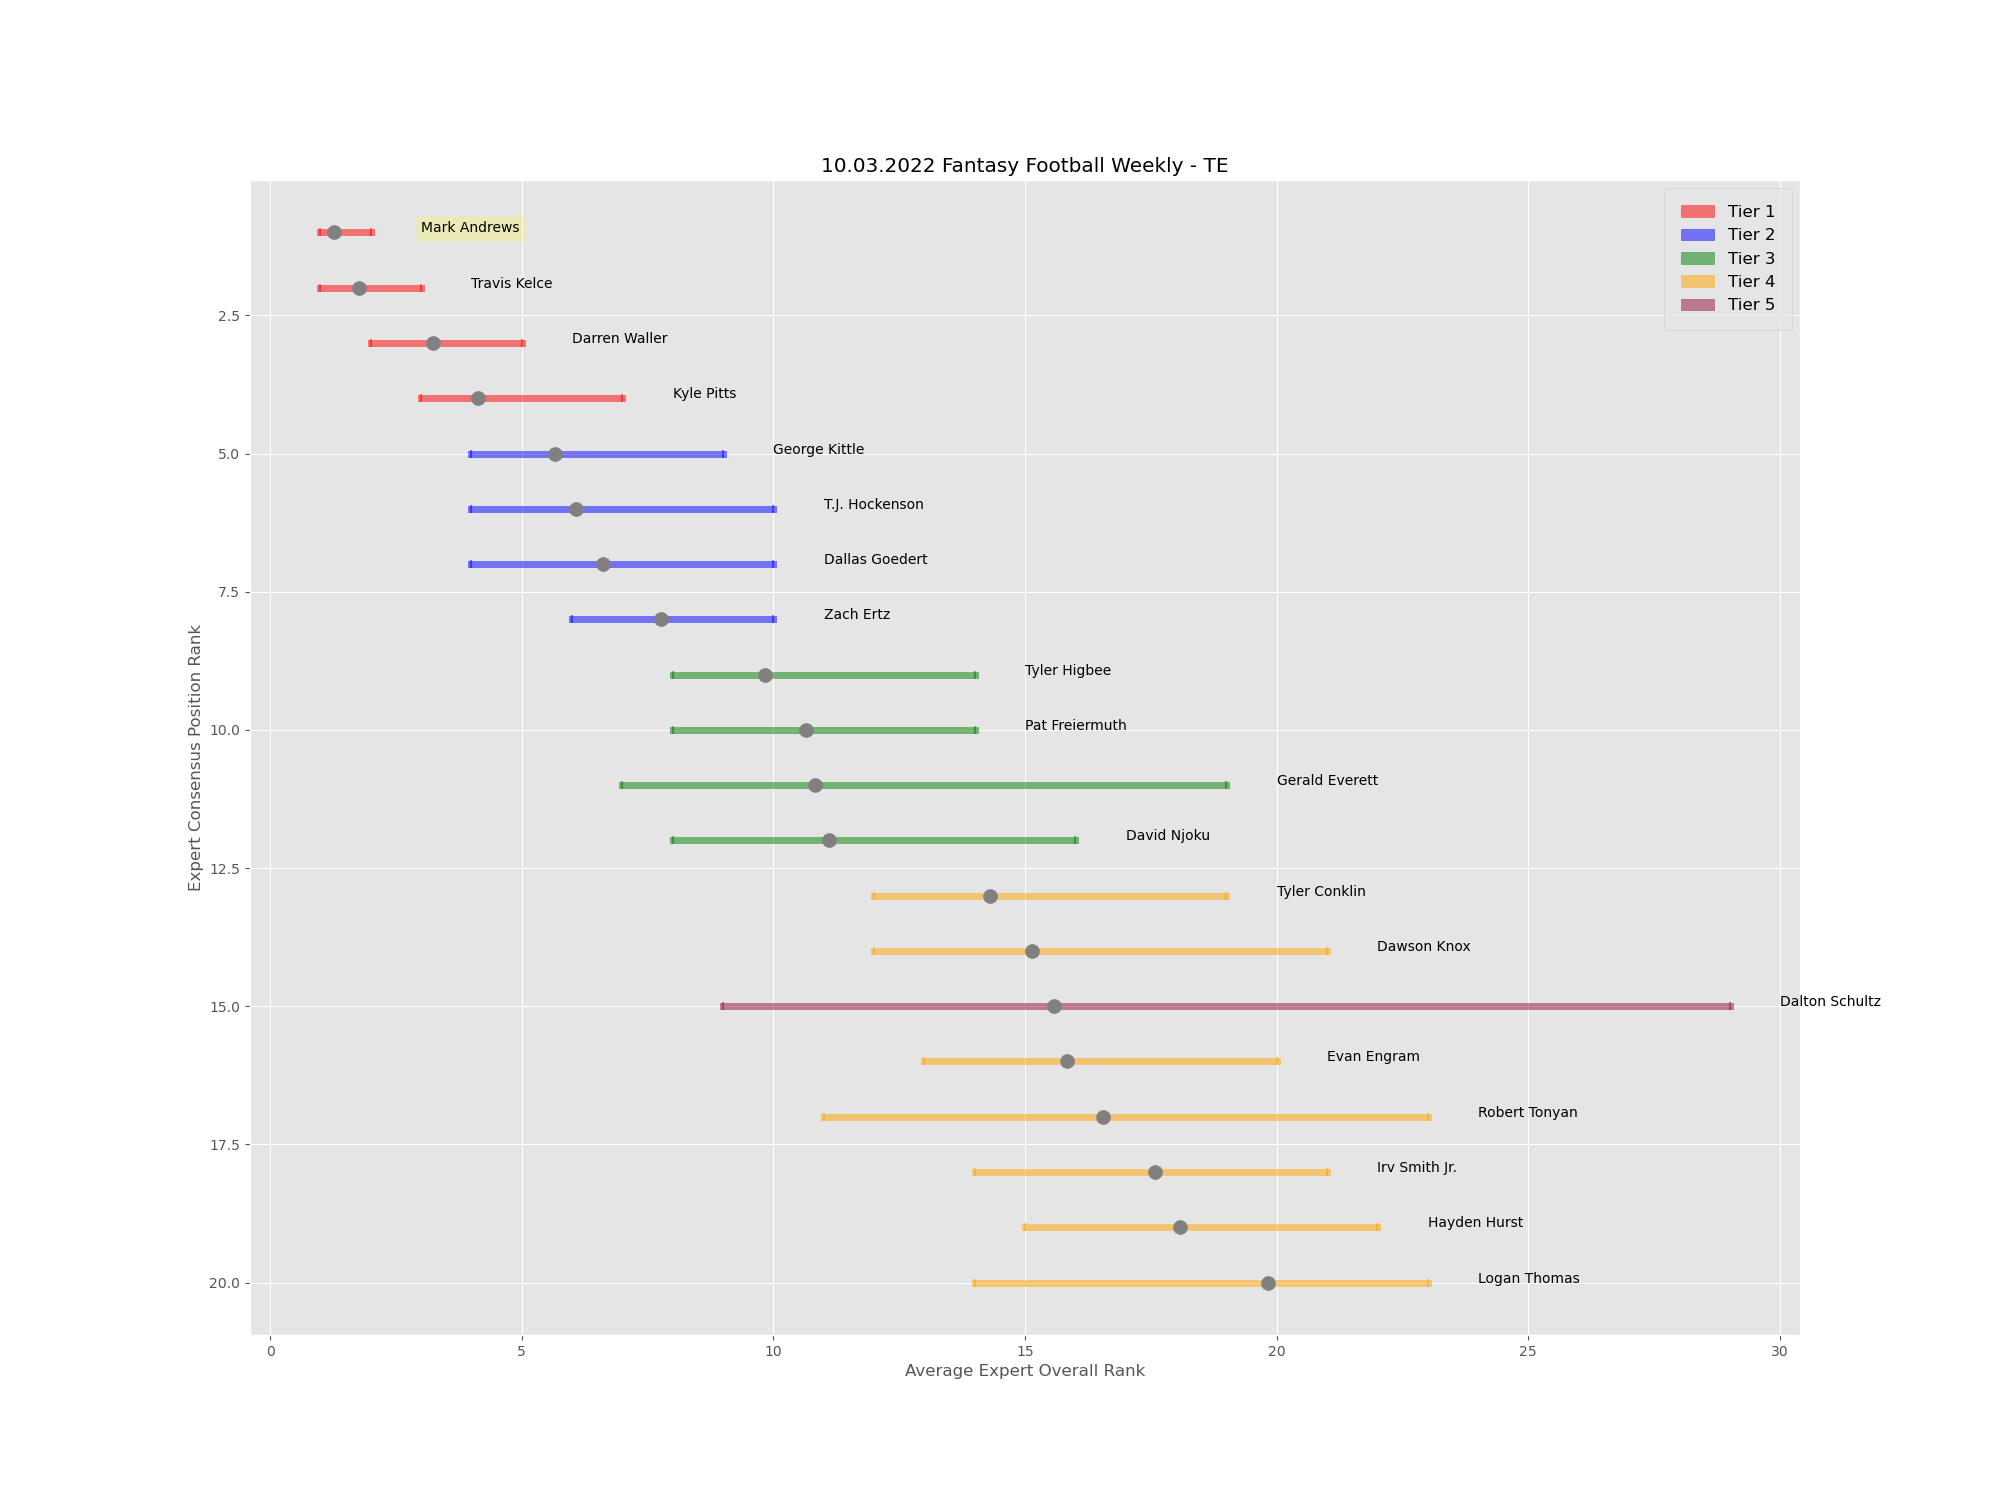 10.03.2022 Fantasy Football Weekly - TE
Tier 1
Tier 2
Tier 3
Tier 4
Tier 5
Mark Andrews
Travis Kelce
Darren Waller
Kyle Pitts
George Kittle
T.J. Hockenson
Dallas Goedert
Zach Ertz
Tyler Higbee
Pat Freiermuth
Gerald Everett
David Njoku
Tyler Conklin
Dawson Knox
Dalton Schultz
Evan Engram
Robert Tonyan
Irv Smith Jr.
Hayden Hurst
Logan Thomas
Expert Consensus Position Rank
2.5
5.0
7.5
10.0
12.5
15.0
17.5
20.0
0 5 10 15 20 25 30
Average Expert Overall Rank